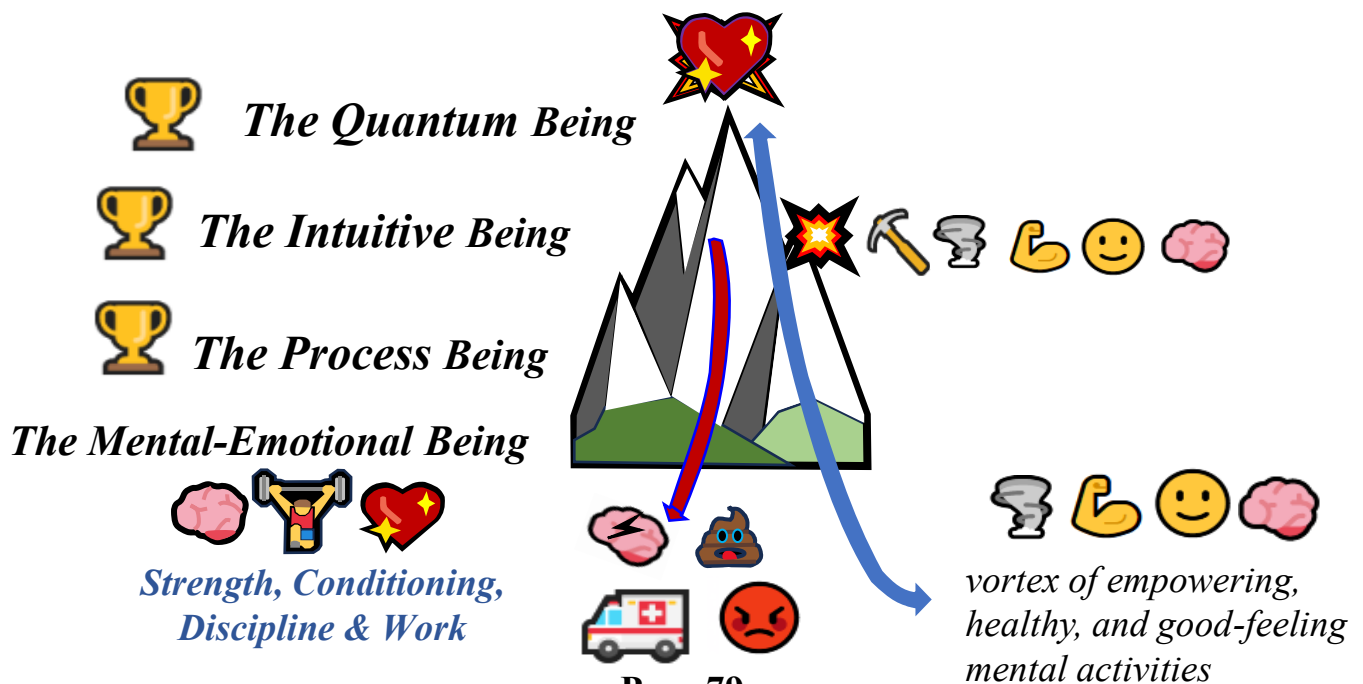 The Quantum Being
The Intuitive Being
The Process Being
The Mental-Emotional Being
Strength, Conditioning,
Discipline & Work
vortex of empowering,
healthy, and good-feeling
mental activities